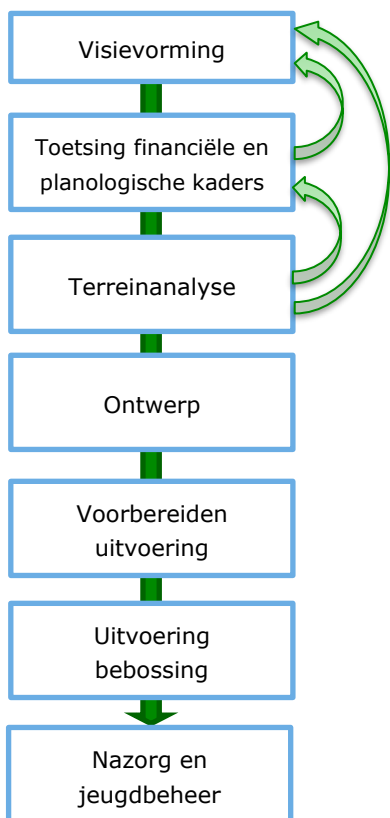 Visievorming
Toetsing financiële en
planologische kaders
Terreinanalyse
Ontwerp
Voorbereiden
uitvoering
Uitvoering
bebossing
Nazorg en
jeugdbeheer